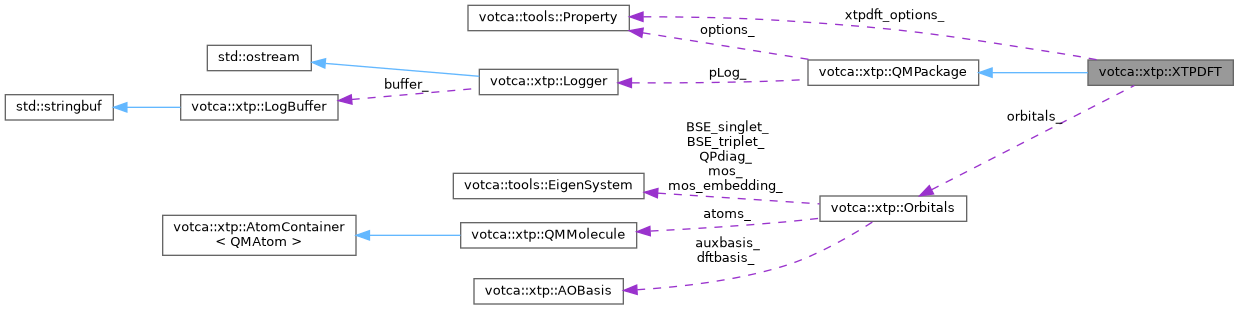 votca::tools::Property
xtpdft_options_
options_
std::ostream
votca::xtp::Logger
pLog_
votca::xtp::QMPackage
votca::xtp::XTPDFT
buffer_
std::stringbuf
votca::xtp::LogBuffer
orbitals_
BSE_singlet_
BSE_triplet_
QPdiag_
mos_
mos_embedding_
votca::tools::EigenSystem
votca::xtp::Orbitals
atoms_
votca::xtp::AtomContainer
< QMAtom >
votca::xtp::QMMolecule
auxbasis_
dftbasis_
votca::xtp::AOBasis